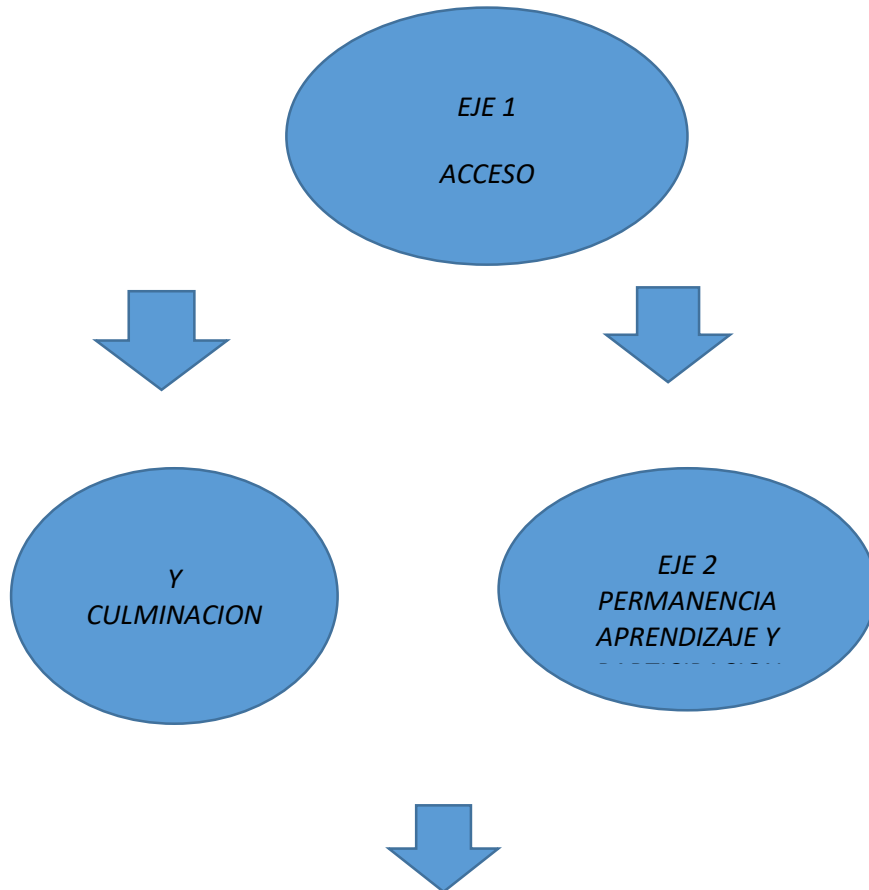 EJE 1
ACCESO
Y
CULMINACION
EJE 2
PERMANENCIA
APRENDIZAJE Y